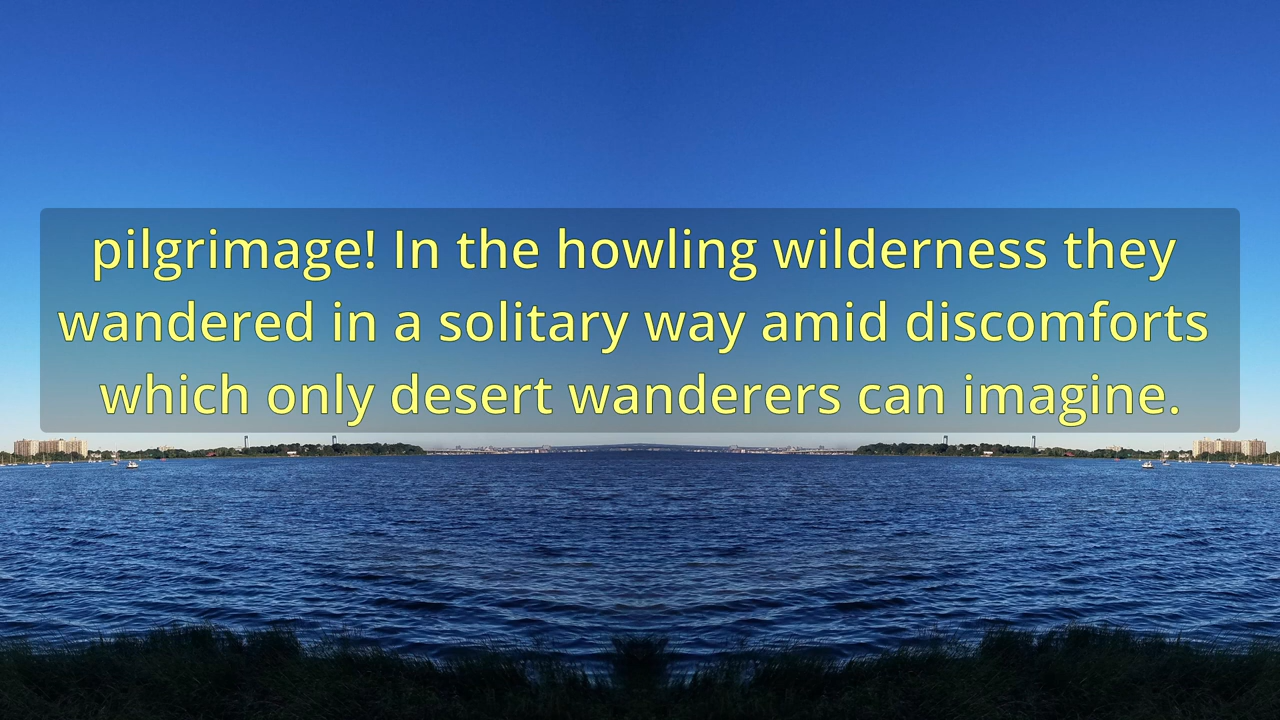 pilgrimage! In the howling wilderness they
wandered in a solitary way amid discomforts
which only desert wanderers can imagine.